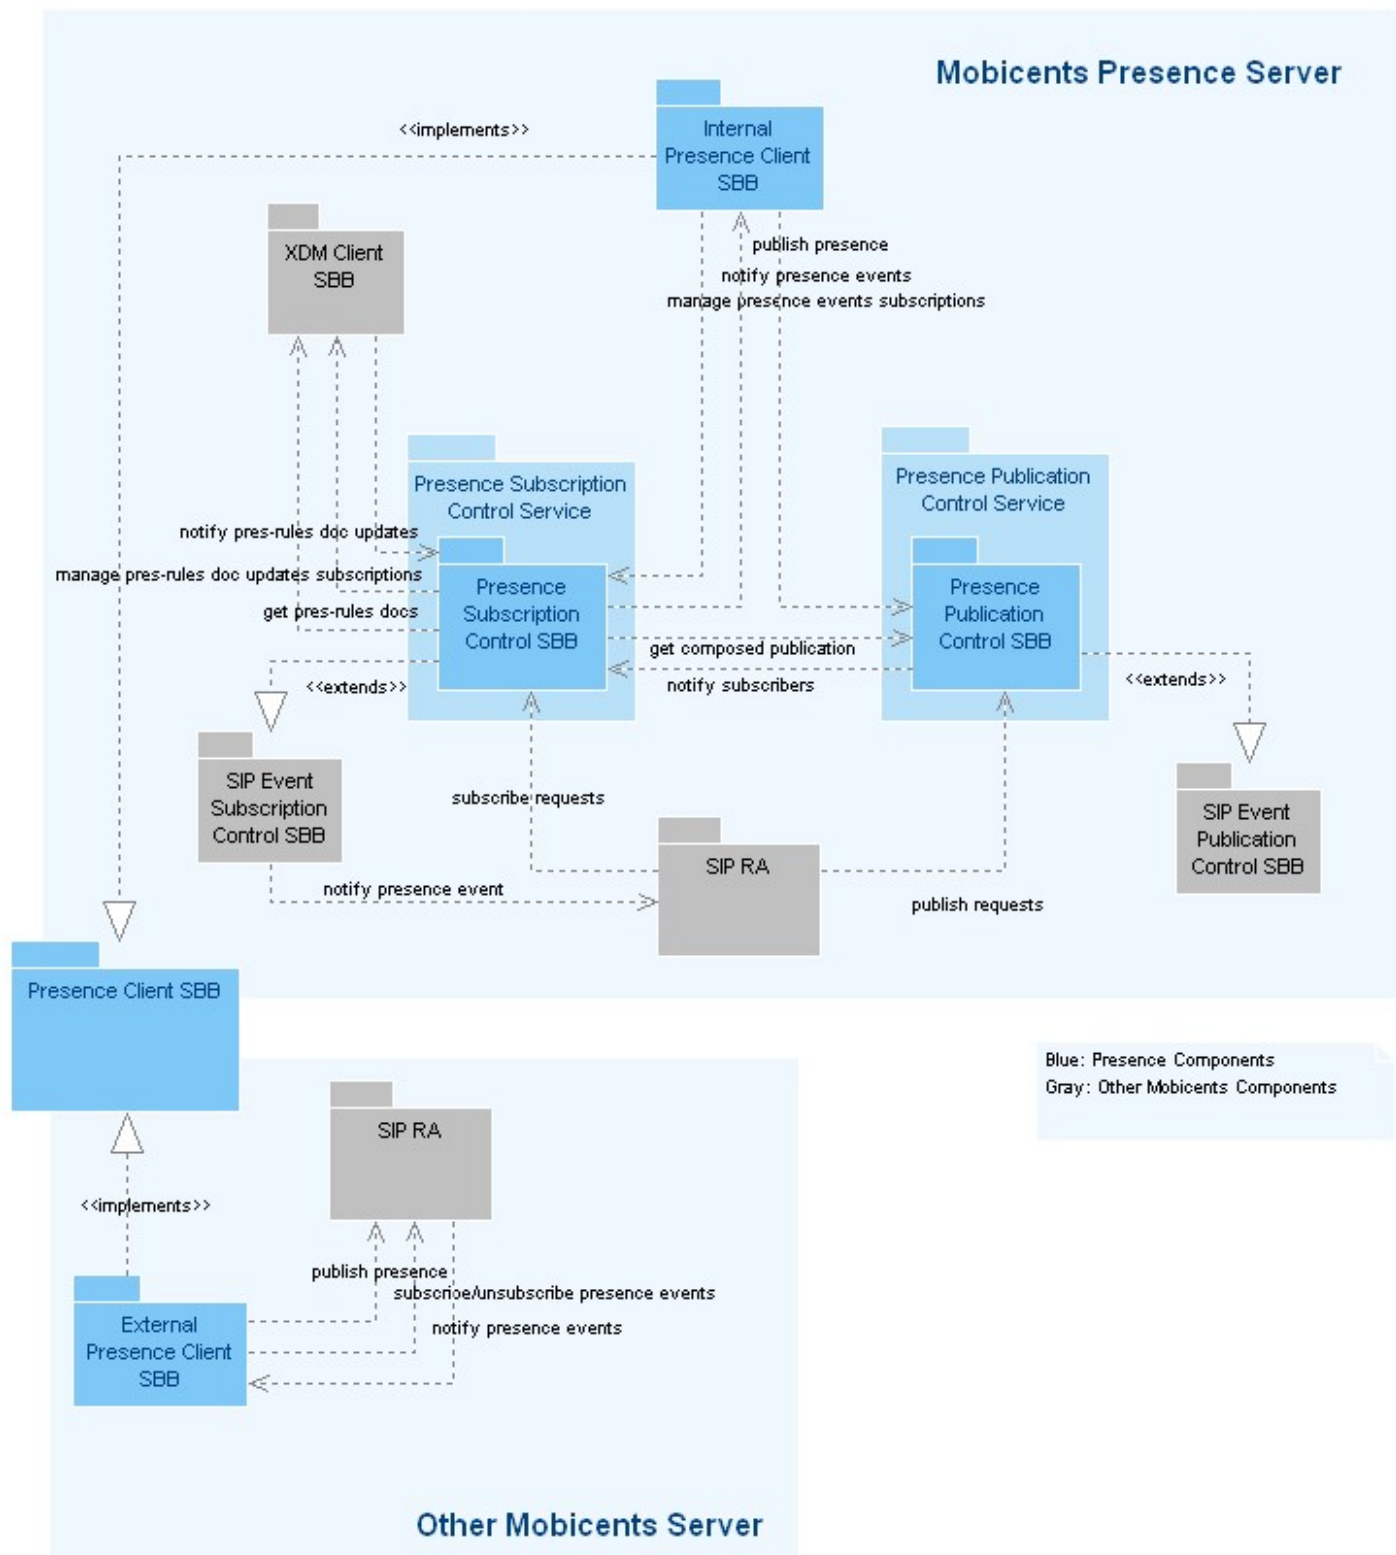 Mobicents Presence Server
<<implements>>
Internal
Presence Client
SBB
XDM Client
SBB
publish presence
notify presence events
manage presence events subscriptions
Presence Subscription
Control Service
Presence Publication
Control Service
notify pres-rules doc updates
manage pres-rules doc updates subscriptions
get pres-rules docs
Presence
Subscription
Control SBB
Presence
Publication
Control SBB
get composed publication
notify subscribers
<<extends>>
<<extends>>
SIP Event
Subscription
Control SBB
subscribe requests
SIP RA
SIP Event
Publication
Control SBB
notify presence event
publish requests
Presence Client SBB
Blue: Presence Components
Gray: Other Mobicents Components
SIP RA
<<implements>>
publish presence
subscribe/unsubscribe presence events
notify presence events
External
Presence Client
SBB
Other Mobicents Server